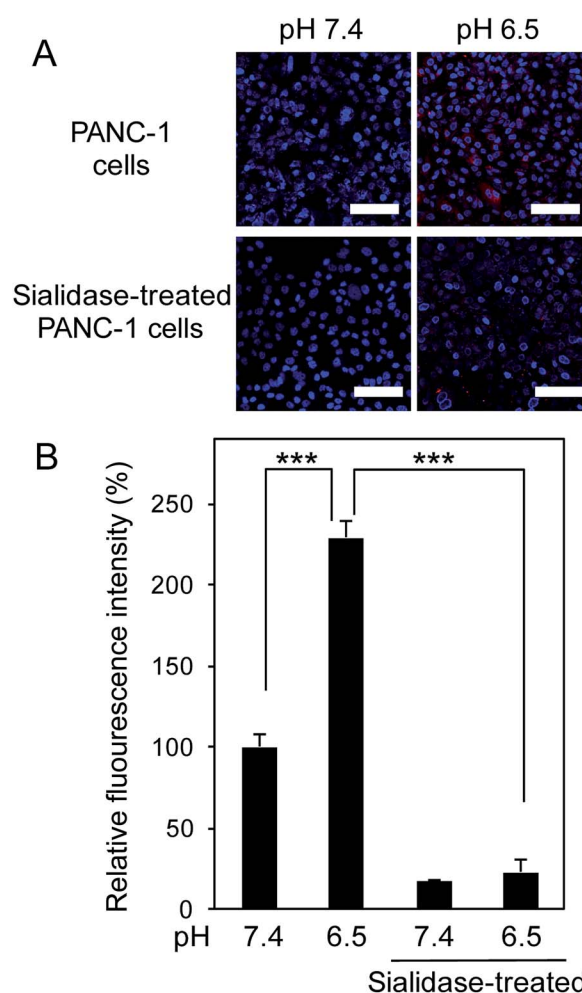 A
pH 7.4
pH 6.5
PANC-1
cells
Sialidase-treated
PANC-1 cells
B
Relative fluourescence intensity (%)
250
200
150
100
50
0
***
***
pH 7.4 6.5 7.4 6.5
Sialidase-treated